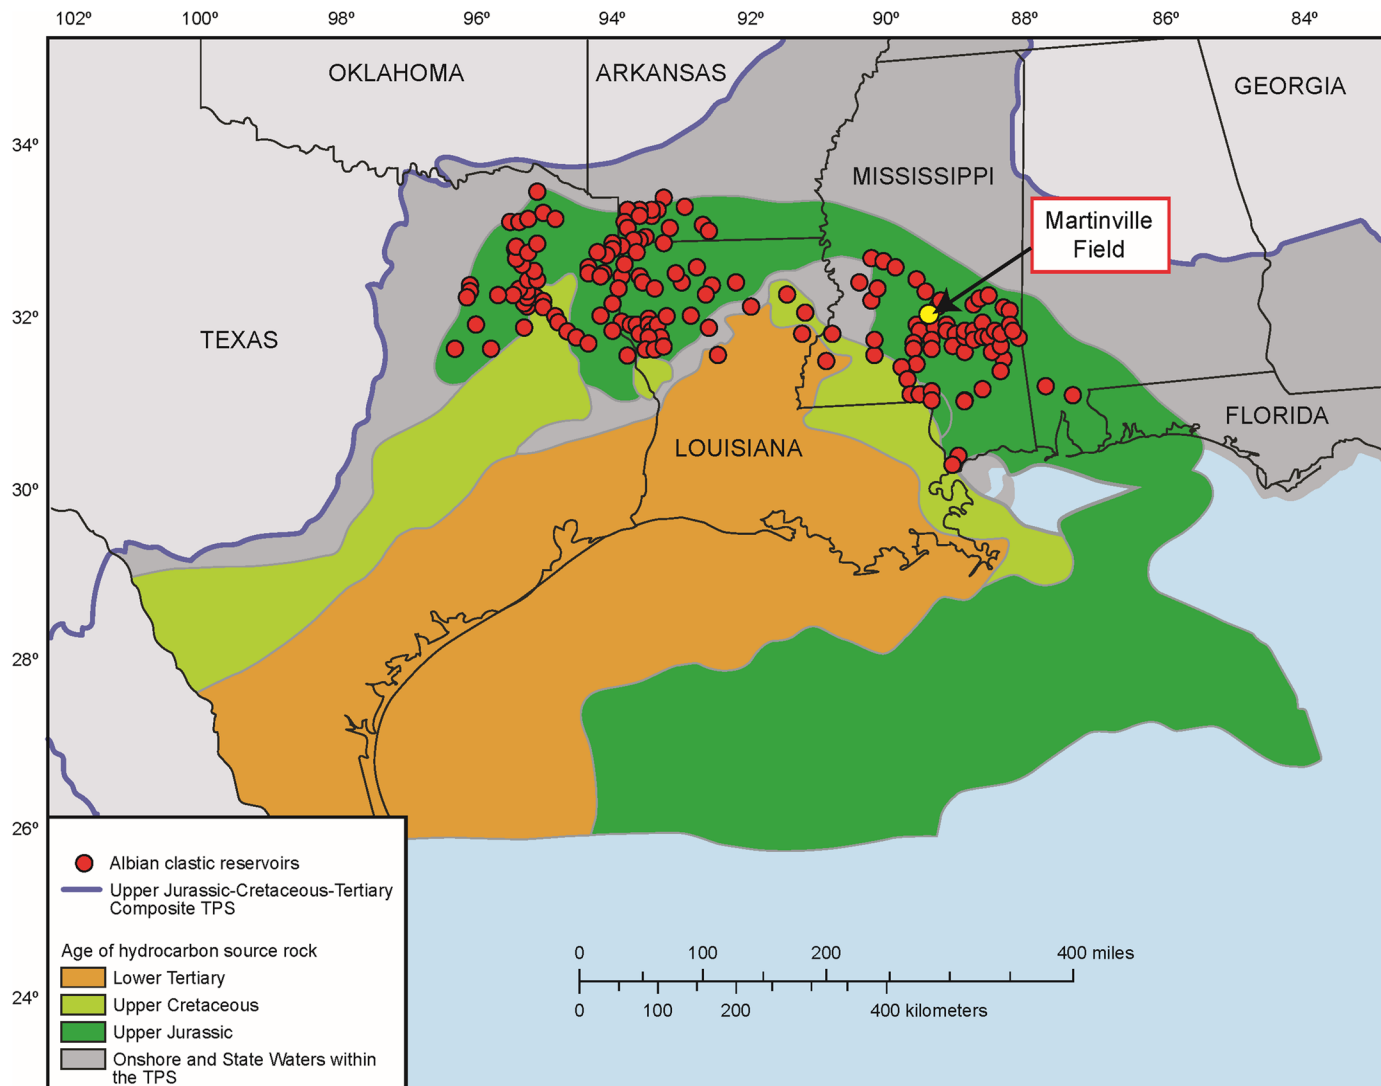 102º 100º 98º 96º 94º 92º 90º 88º 86º 84º
OKLAHOMA
ARKANSAS
GEORGIA
34º
MISSISSIPPI
Martinville
Field
32º
TEXAS
FLORIDA
LOUISIANA
30º
28º
26º
Albian clastic reservoirs
Upper Jurassic-Cretaceous-Tertiary
Composite TPS
Age of hydrocarbon source rock
Lower Tertiary
Upper Cretaceous
Upper Jurassic
Onshore and State Waters within
the TPS
0 100 200 400 miles
24º
0 100 200 400 kilometers